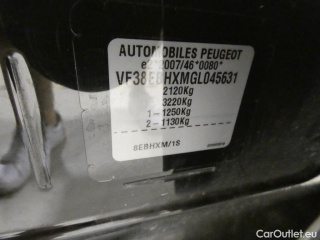 AUTOMOBILES PEUGEOT
e2*2007/46*0080*
VF38EBHXMGL045631
2120Kg
3220Kg
1-1250Kg
2-1130Kg
8EBHXM/1S
CarOutlet.eu